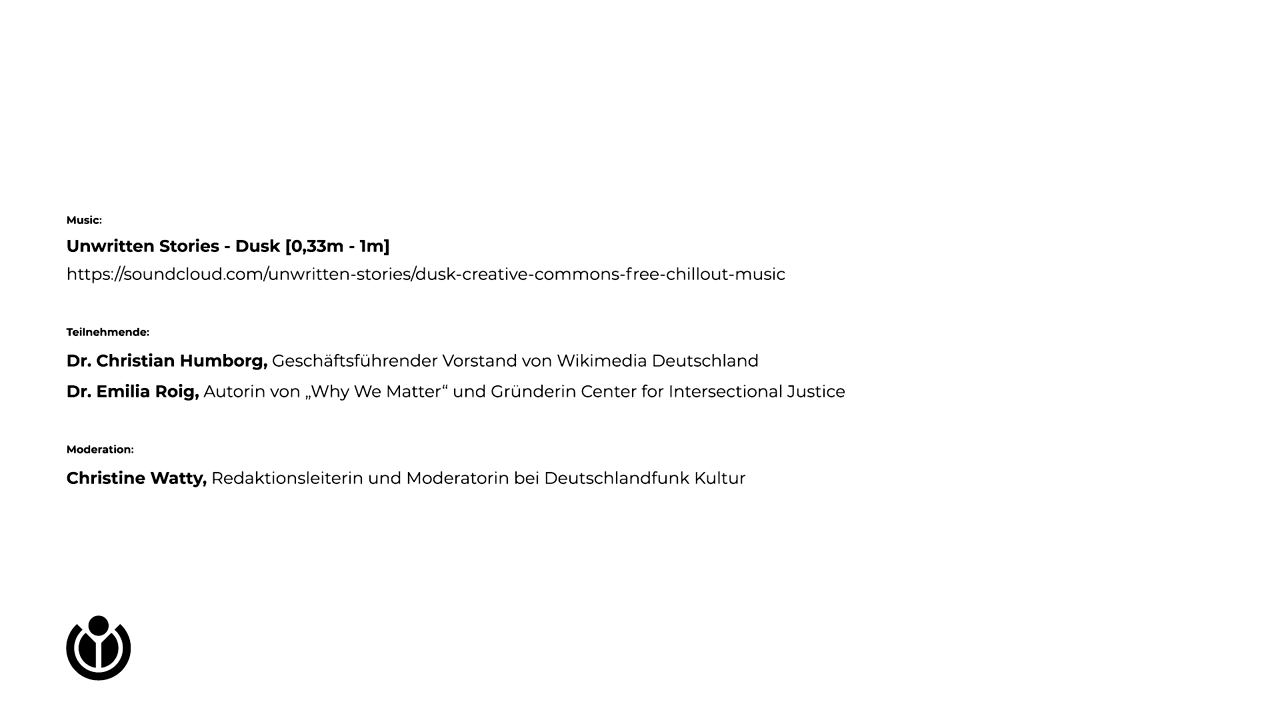 Music:
Unwritten Stories - Dusk [0,33m - 1m]
https://soundcloud.com/unwritten-stories/dusk-creative-commons-free-chillout-music
Teilnehmende:
Dr. Christian Humborg, Geschäftsführender Vorstand von Wikimedia Deutschland
Dr. Emilia Roig, Autorin von „Why We Matter“ und Gründerin Center for Intersectional Justice
Moderation:
Christine Watty, Redaktionsleiterin und Moderatorin bei Deutschlandfunk Kultur